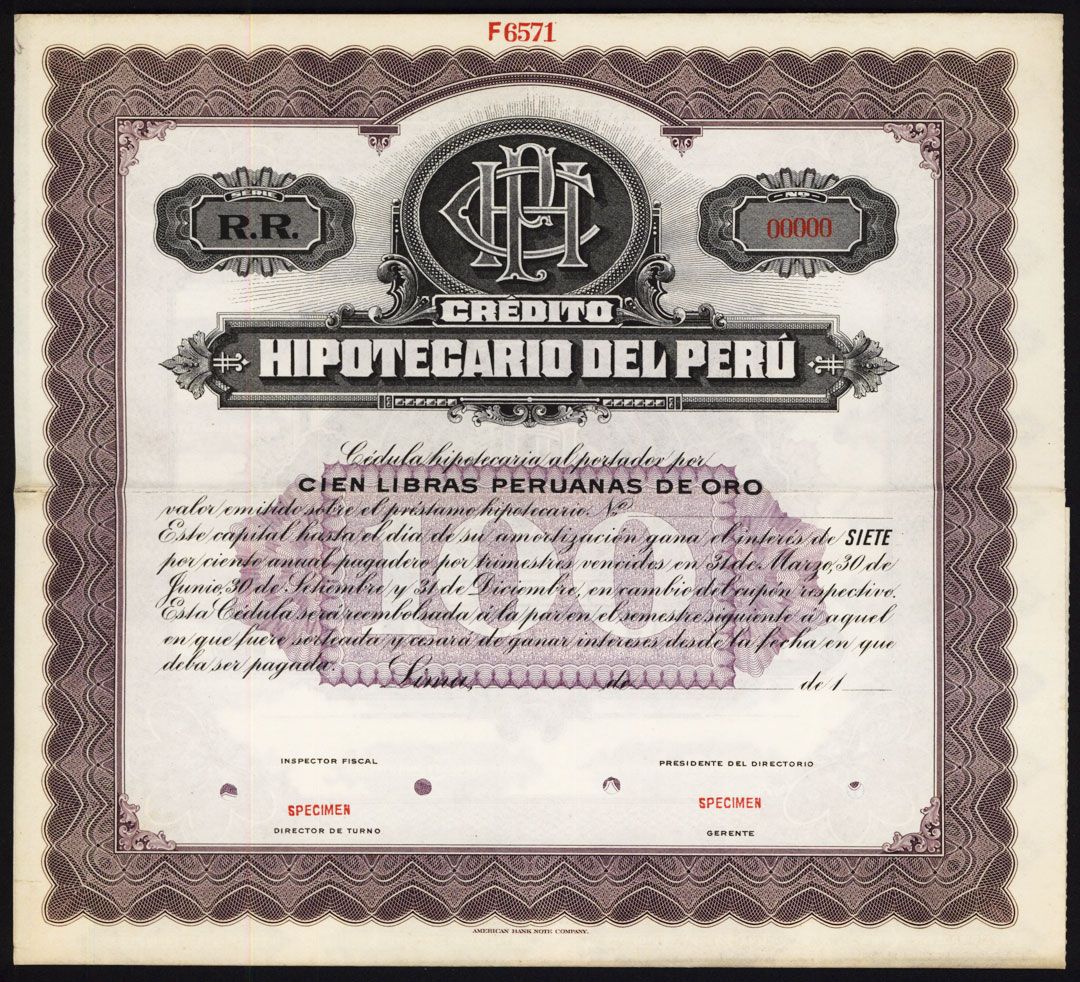 F6571
SERIE
R.R.
Nº
00000
CHP
CRÉDITO
HIPOTECARIO DEL PERÚ
Cédula hipotecaria al portador por
CIEN LIBRAS PERUANAS DE ORO
100
valor emitido sobre el préstamo hipotecario. Nº
Este capital hasta el día de su amortización gana el interés de SIETE
por ciento anual pagadero por trimestres vencidos en 31 de Marzo, 30 de
Junio, 30 de Setiembre y 31 de Diciembre, en cambio del cupón respectivo.
Esta Cédula será reembolsada á la par en el semestre siguiente á aquel
en que fuere sorteada y cesará de ganar intereses desde la fecha en que
deba ser pagada. Lima, de de 1
INSPECTOR FISCAL
PRESIDENTE DEL DIRECTORIO
SPECIMEN
SPECIMEN
DIRECTOR DE TURNO
GERENTE
AMERICAN BANK NOTE COMPANY.